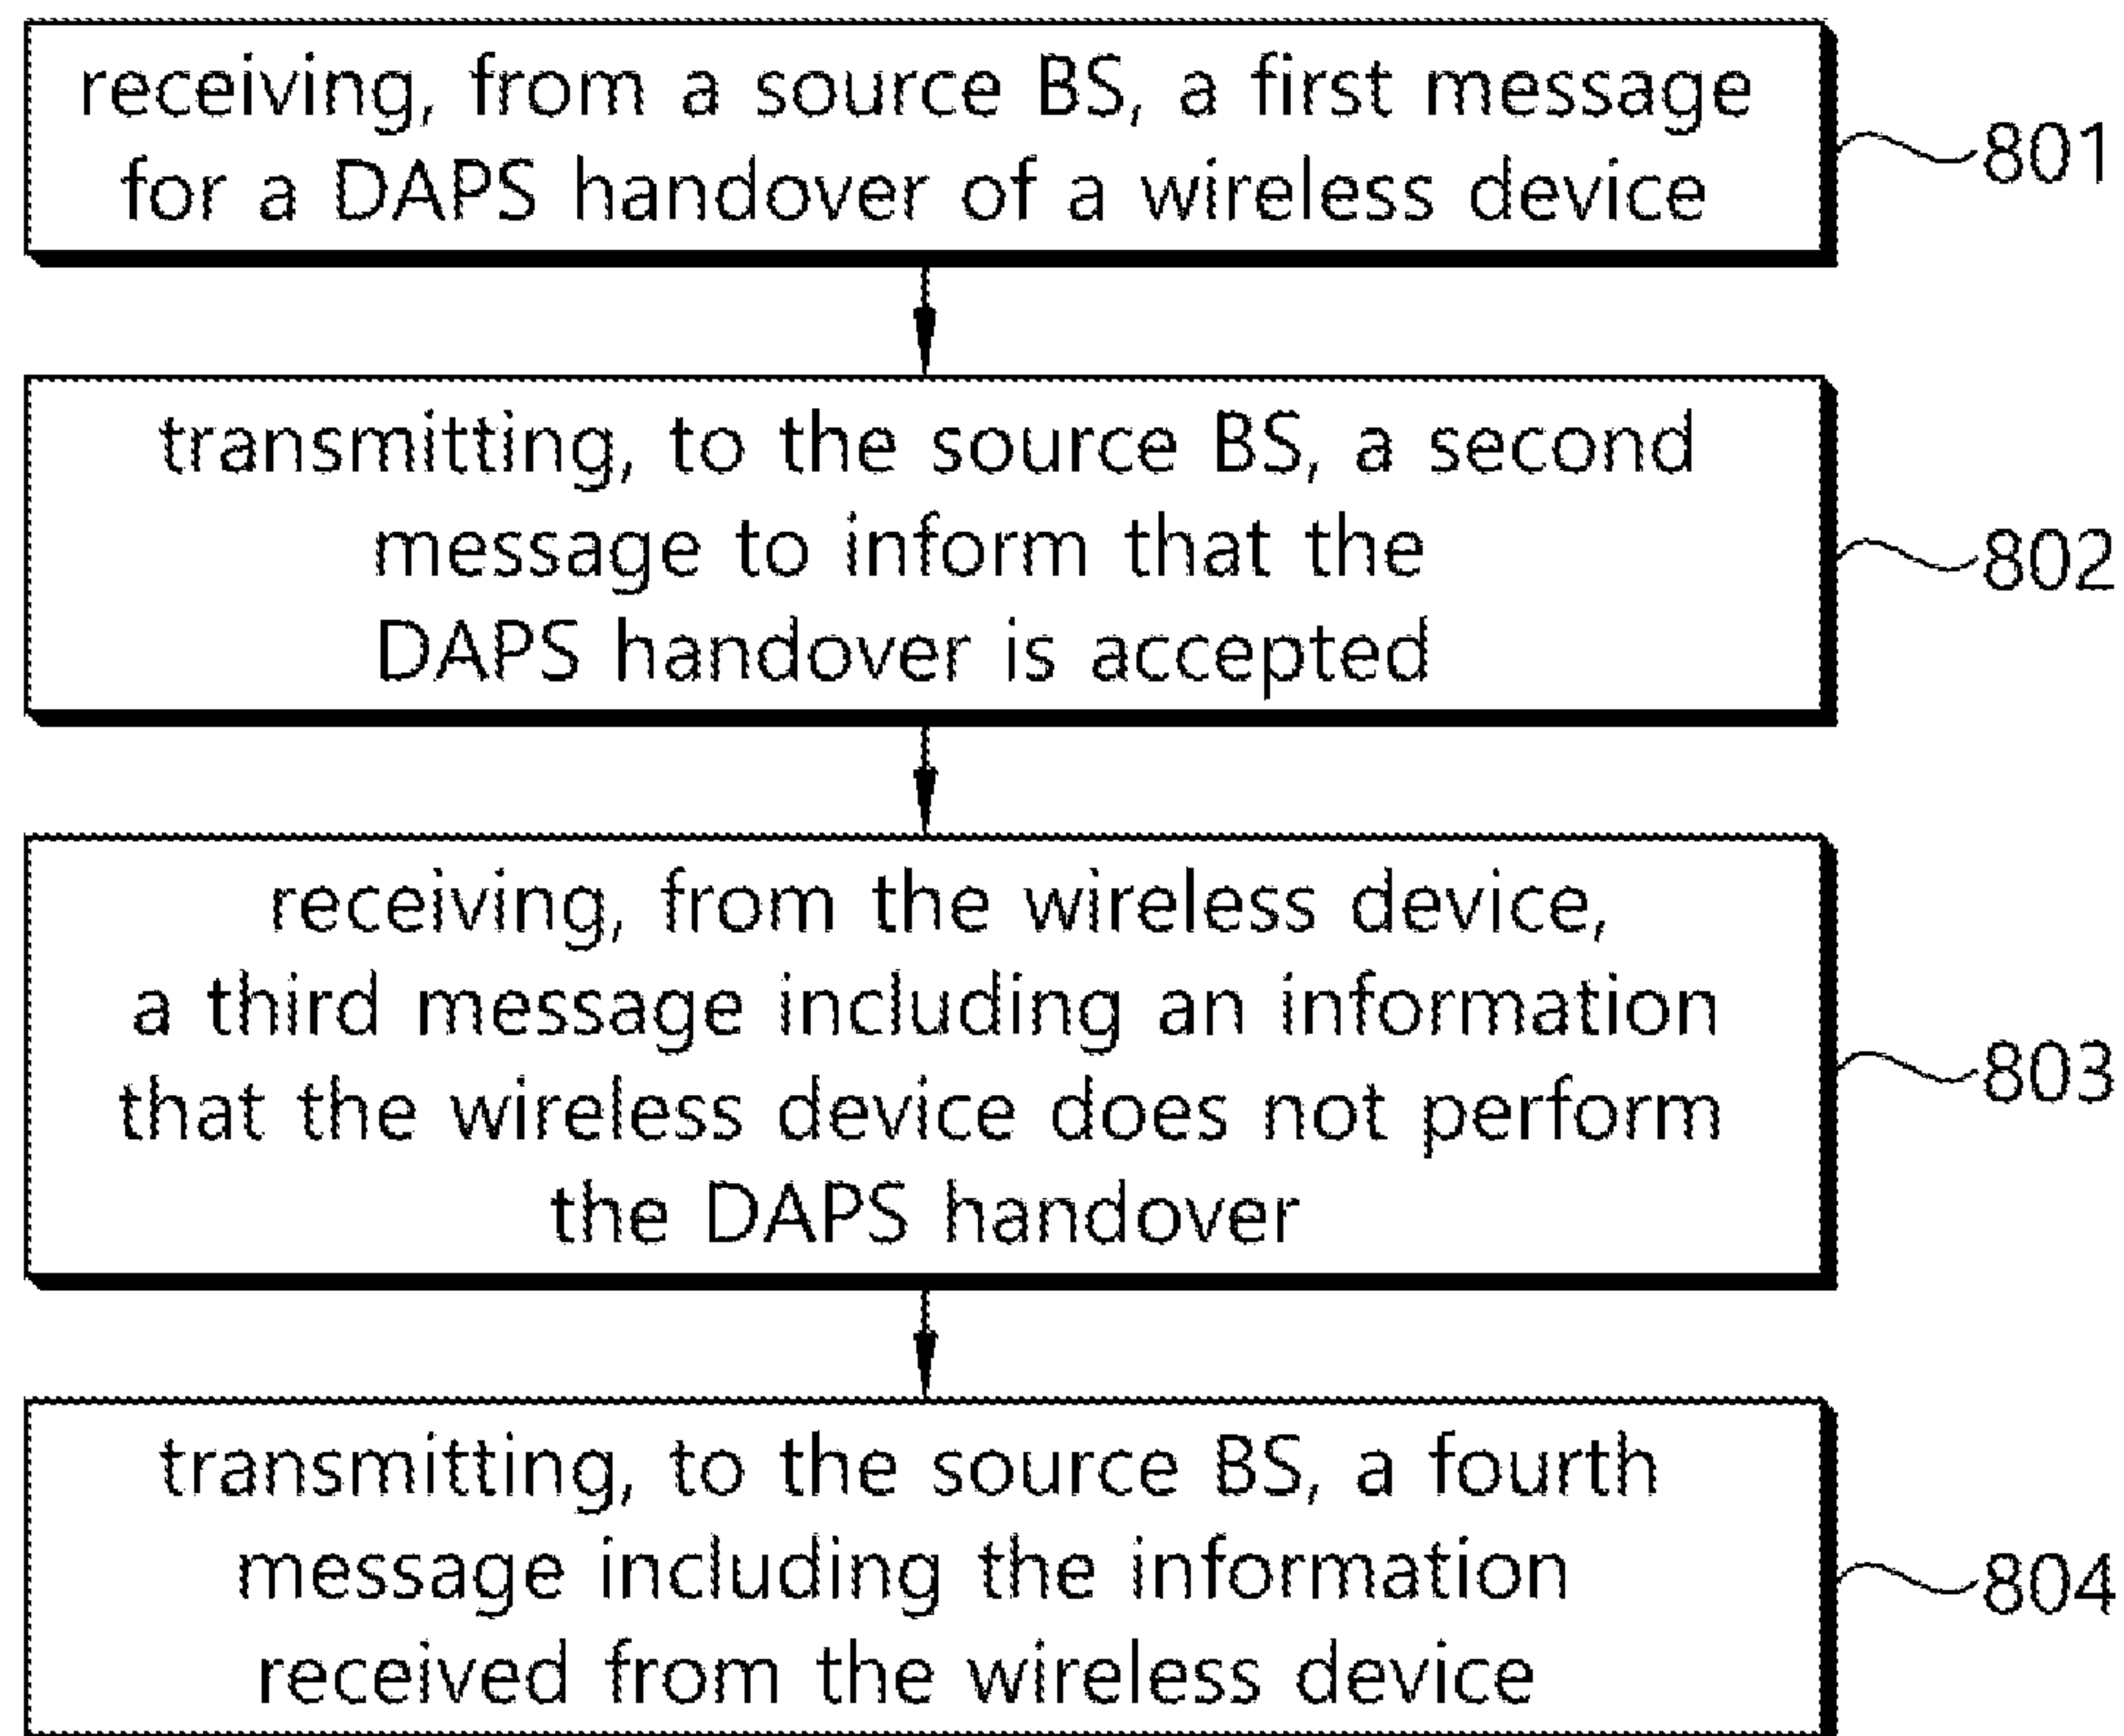 receiving, from a source BS, a first message
for a DAPS handover of a wireless device
801
transmitting, to the source BS, a second
message to inform that the
DAPS handover is accepted
802
receiving, from the wireless device,
a third message including an information
that the wireless device does not perform
the DAPS handover
803
transmitting, to the source BS, a fourth
message including the information
received from the wireless device
804